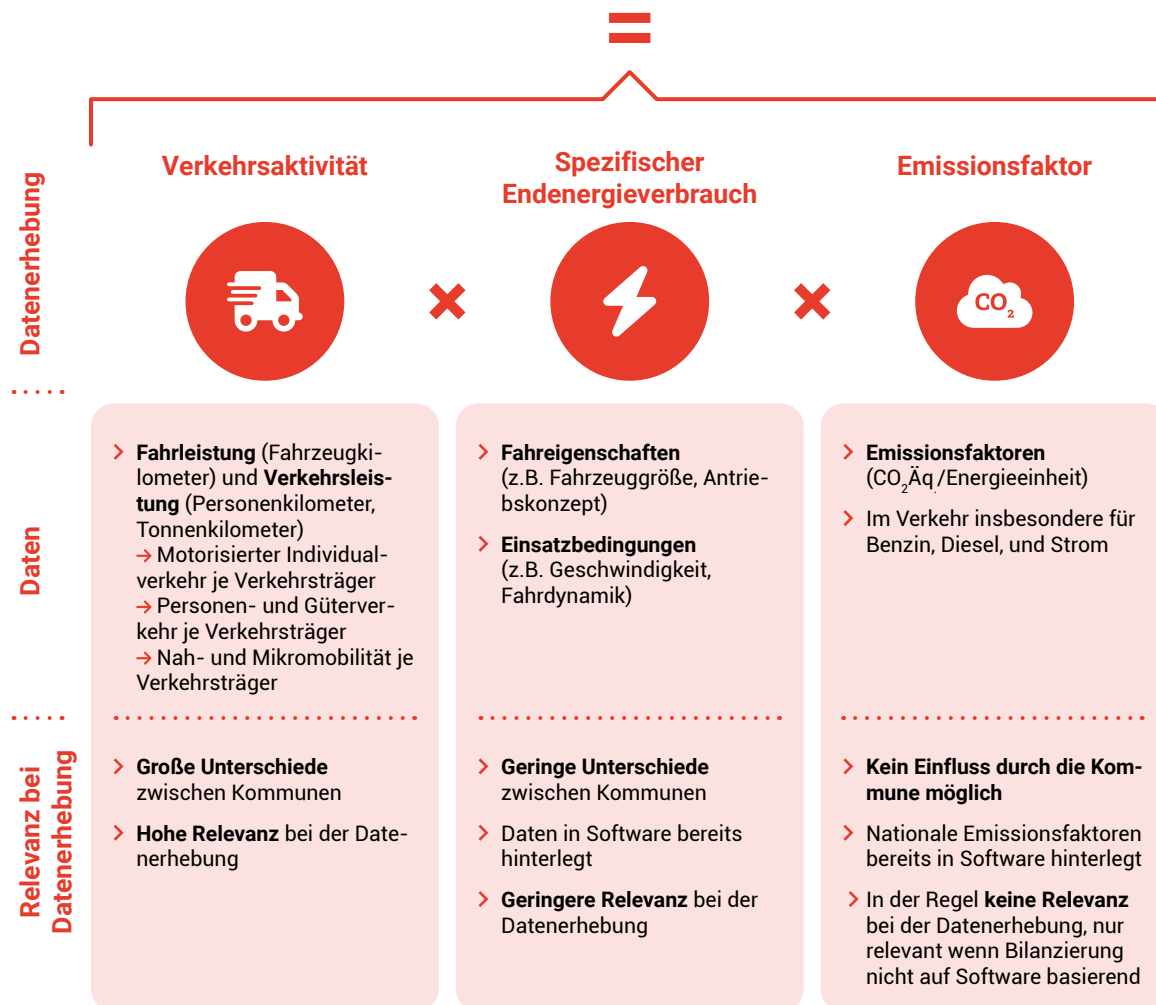 =
Datenerhebung
Verkehrsaktivität
Spezifischer
Endenergieverbrauch
Emissionsfaktor
×
×
CO₂
Daten
> Fahrleistung (Fahrzeugki-
lometer) und Verkehrsleis-
tung (Personenkilometer,
Tonnenkilometer)
→ Motorisierter Individual-
verkehr je Verkehrsträger
→ Personen- und Güterver-
kehr je Verkehrsträger
→ Nah- und Mikromobilität je
Verkehrsträger
> Fahreigenschaften
(z.B. Fahrzeuggröße, Antrie-
bskonzept)
> Einsatzbedingungen
(z.B. Geschwindigkeit,
Fahrdynamik)
> Emissionsfaktoren
(CO₂Äq./Energieeinheit)
> Im Verkehr insbesondere für
Benzin, Diesel, und Strom
Relevanz bei
Datenerhebung
> Große Unterschiede
zwischen Kommunen
> Hohe Relevanz bei der Date-
nerhebung
> Geringe Unterschiede
zwischen Kommunen
> Daten in Software bereits
hinterlegt
> Geringere Relevanz bei der
Datenerhebung
> Kein Einfluss durch die Kom-
mune möglich
> Nationale Emissionsfaktoren
bereits in Software hinterlegt
> In der Regel keine Relevanz
bei der Datenerhebung, nur
relevant wenn Bilanzierung
nicht auf Software basierend